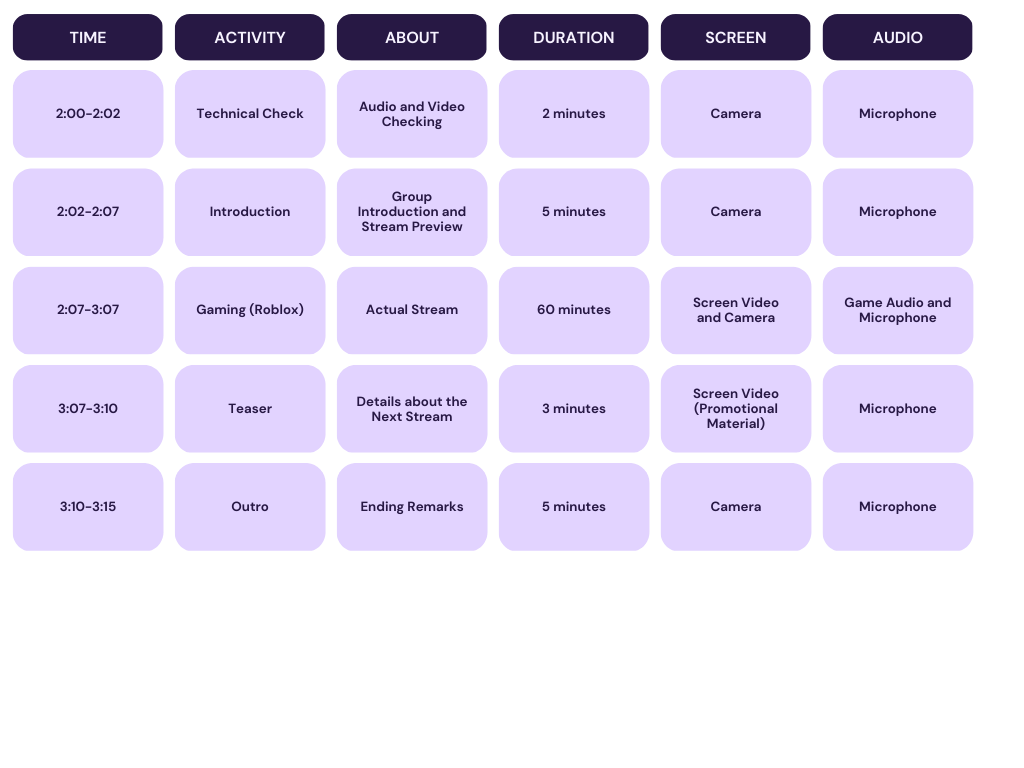 TIME ACTIVITY ABOUT DURATION SCREEN AUDIO
2:00-2:02 Technical Check Audio and Video Checking 2 minutes Camera Microphone
2:02-2:07 Introduction Group Introduction and Stream Preview 5 minutes Camera Microphone
2:07-3:07 Gaming (Roblox) Actual Stream 60 minutes Screen Video and Camera Game Audio and Microphone
3:07-3:10 Teaser Details about the Next Stream 3 minutes Screen Video (Promotional Material) Microphone
3:10-3:15 Outro Ending Remarks 5 minutes Camera Microphone